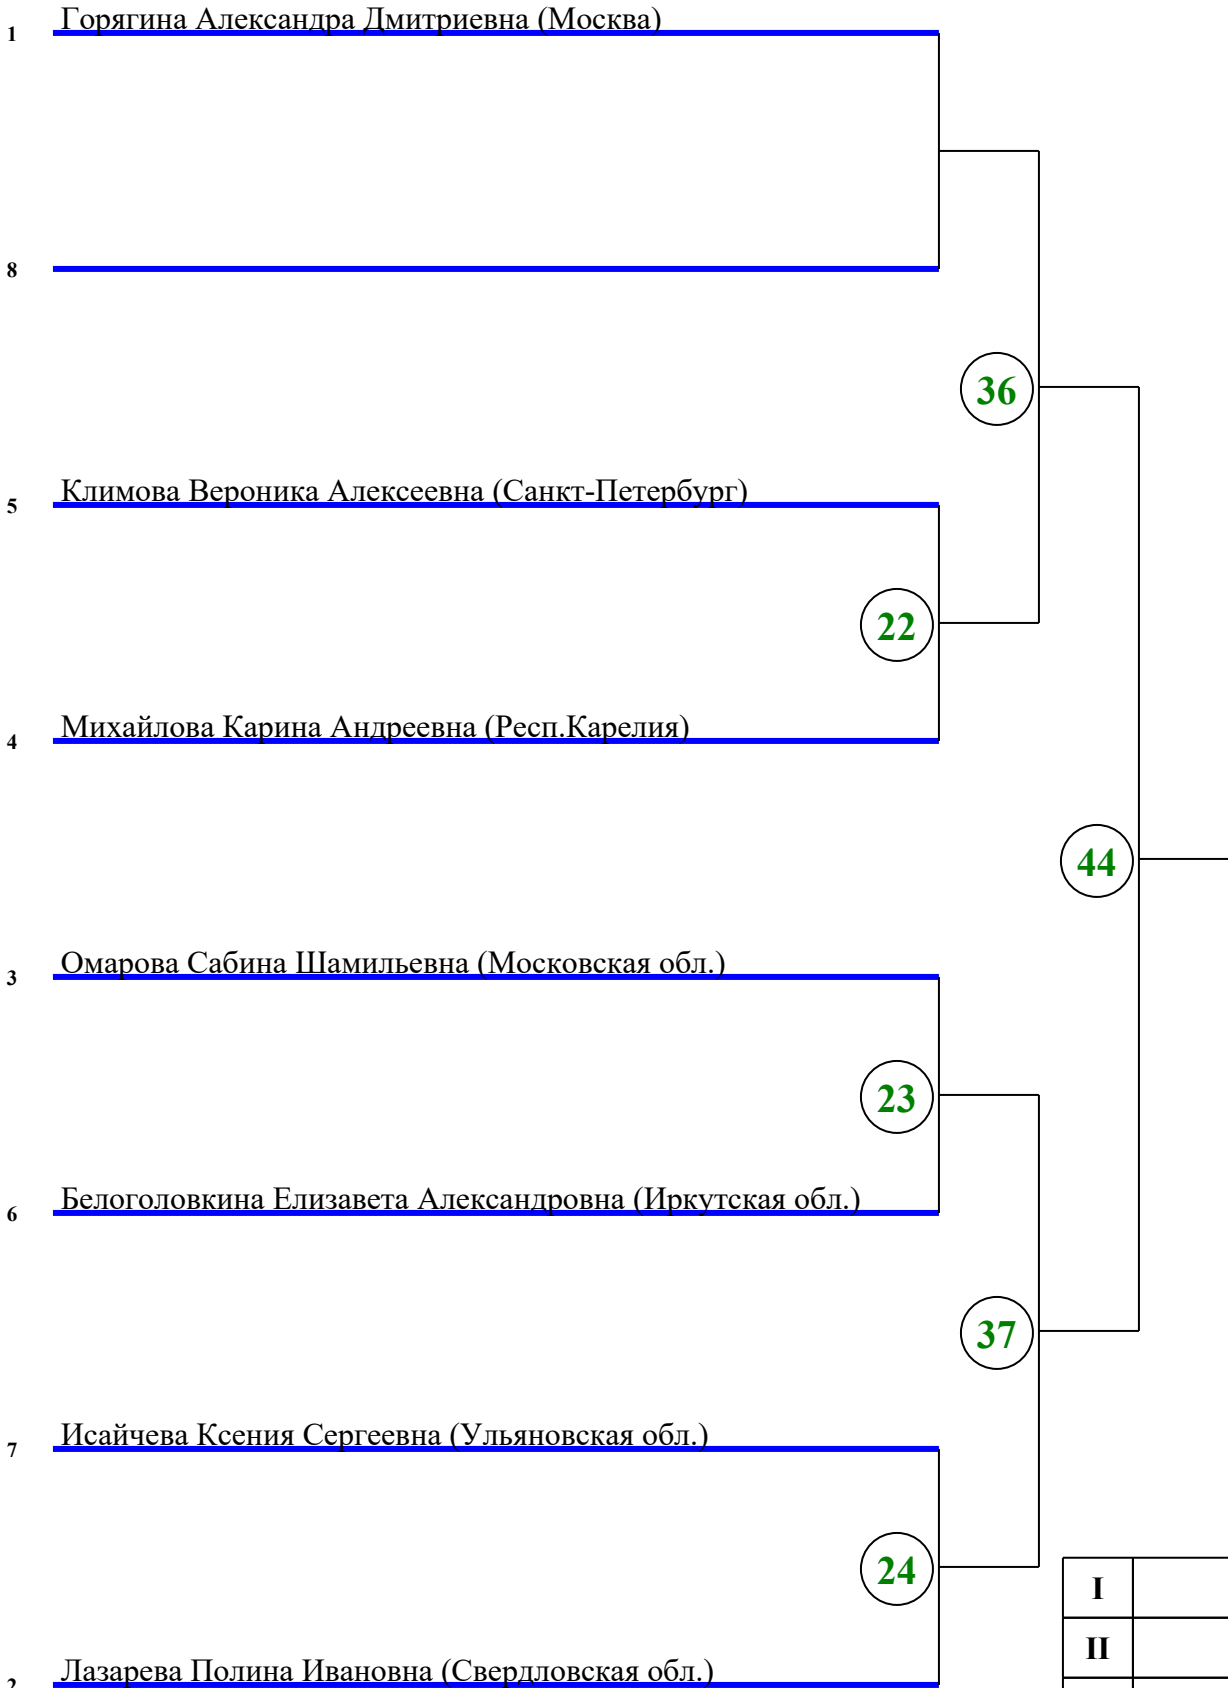 Горягина Александра Дмитриевна (Москва)
1
8
36
Климова Вероника Алексеевна (Санкт-Петербург)
5
22
Михайлова Карина Андреевна (Респ.Карелия)
4
44
Омарова Сабина Шамильевна (Московская обл.)
3
23
Белоголовкина Елизавета Александровна (Иркутская обл.)
6
37
Исайчева Ксения Сергеевна (Ульяновская обл.)
7
24
I
II
Лазарева Полина Ивановна (Свердловская обл.)
2